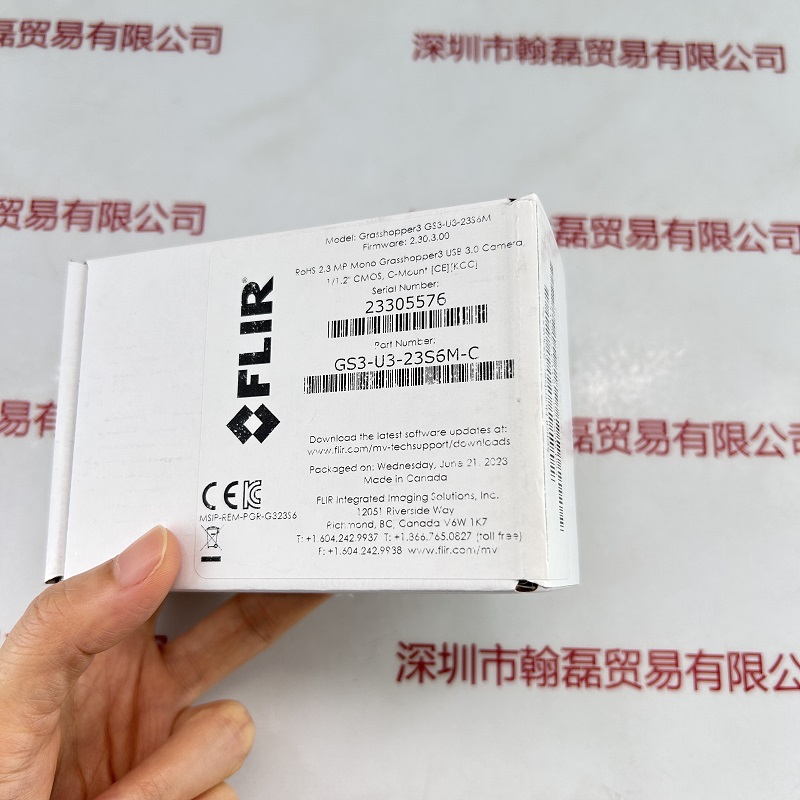 贸易有限公司
深圳市翰磊贸易有限公司
贸易有限公司
磊贸易有限公司
易有限
磊贸易有限公
深圳市翰磊贸易有限公
FLIR
Model: Grasshopper3 GS3-U3-23S6M
Firmware: 2.30.3.00
RoHS 2.3 MP Mono Grasshopper3 USB 3.0 Camera,
1/1.2" CMOS, C-Mount [CE][KCC]
Serial Number:
23305576
Part Number:
GS3-U3-23S6M-C
Download the latest software updates at:
www.flir.com/mv-techsupport/downloads
Packaged on: Wednesday, June 21, 2023
Made in Canada
FLIR Integrated Imaging Solutions, Inc.
12051 Riverside Way
Richmond, BC, Canada V6W 1K7
T: +1.604.242.9937 T: +1.866.765.0827 (toll free)
F: +1.604.242.9938 www.flir.com/mv
CE
MSIP-REM-PGR-G323S6